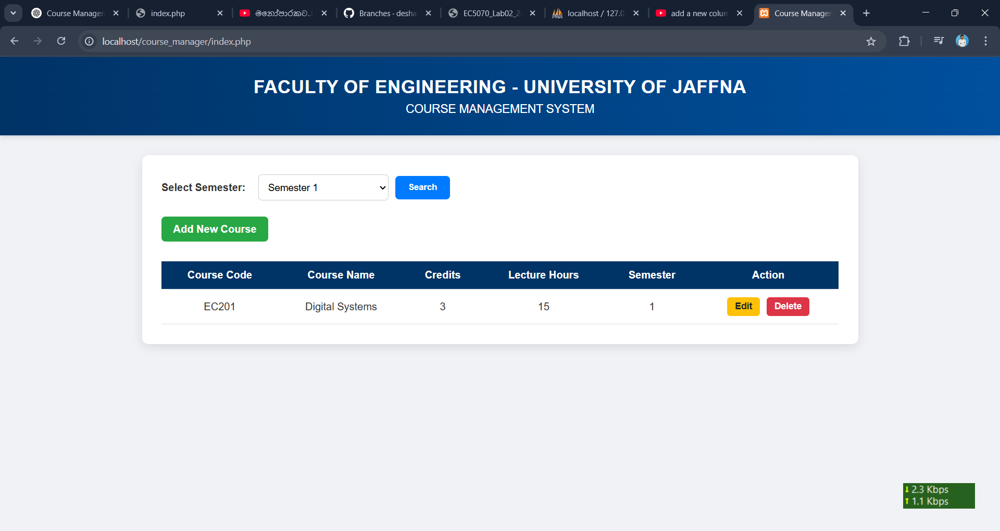 Course Manager
index.php
මනෝපාරකට..!
Branches · desha
EC5070_Lab02_2
localhost / 127.0
add a new colum
Course Manager
localhost/course_manager/index.php
FACULTY OF ENGINEERING - UNIVERSITY OF JAFFNA
COURSE MANAGEMENT SYSTEM
Select Semester: Semester 1 Search
Add New Course
Course Code Course Name Credits Lecture Hours Semester Action
EC201 Digital Systems 3 15 1 Edit Delete
2.3 Kbps
1.1 Kbps